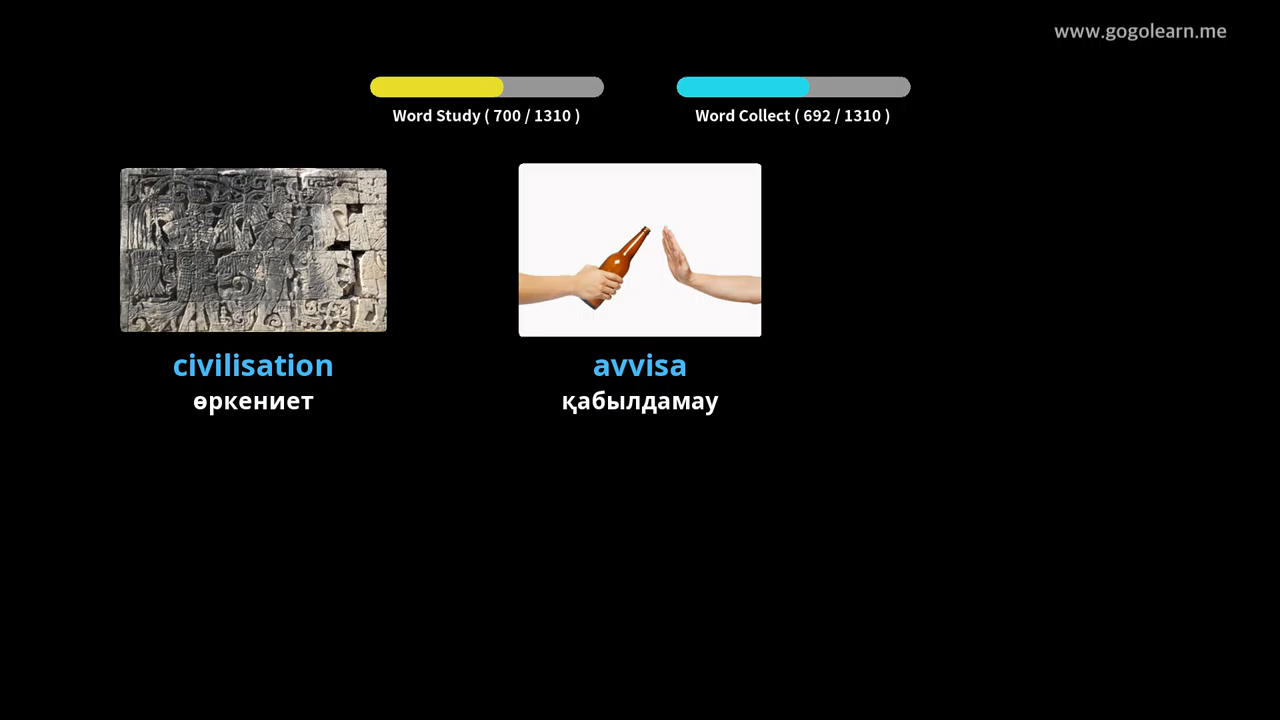 www.gogolearn.me
Word Study ( 700 / 1310 )
Word Collect ( 692 / 1310 )
civilisation
өркениет
avvisa
қабылдамау